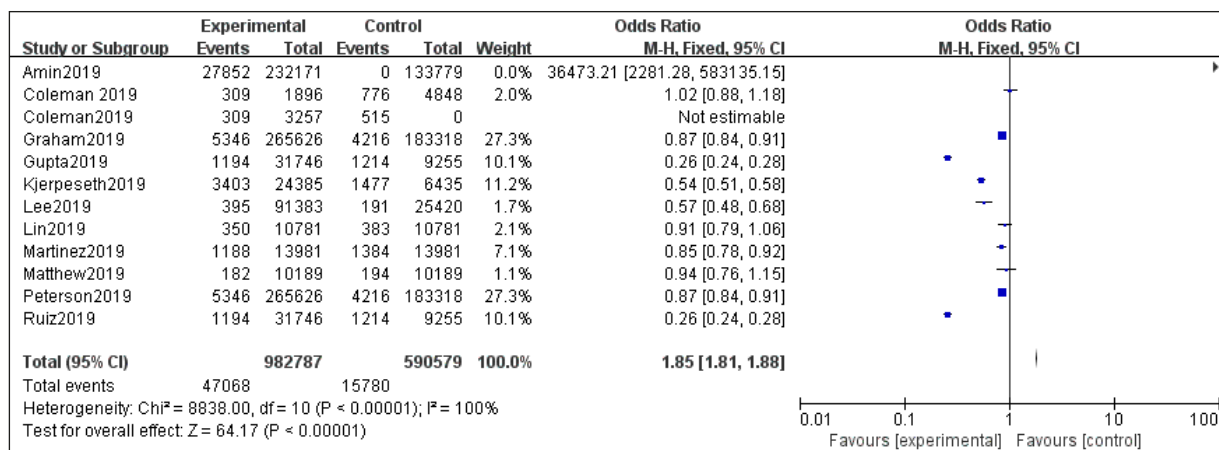 Experimental Control Odds Ratio Odds Ratio
Study or Subgroup Events Total Events Total Weight M-H, Fixed, 95% CI M-H, Fixed, 95% CI
Amin2019 27852 232171 0 133779 0.0% 36473.21 [2281.28, 583135.15]
Coleman 2019 309 1896 776 4848 2.0% 1.02 [0.88, 1.18]
Coleman2019 309 3257 515 0 Not estimable
Graham2019 5346 265626 4216 183318 27.3% 0.87 [0.84, 0.91]
Gupta2019 1194 31746 1214 9255 10.1% 0.26 [0.24, 0.28]
Kjerpeseth2019 3403 24385 1477 6435 11.2% 0.54 [0.51, 0.58]
Lee2019 395 91383 191 25420 1.7% 0.57 [0.48, 0.68]
Lin2019 350 10781 383 10781 2.1% 0.91 [0.79, 1.06]
Martinez2019 1188 13981 1384 13981 7.1% 0.85 [0.78, 0.92]
Matthew2019 182 10189 194 10189 1.1% 0.94 [0.76, 1.15]
Peterson2019 5346 265626 4216 183318 27.3% 0.87 [0.84, 0.91]
Ruiz2019 1194 31746 1214 9255 10.1% 0.26 [0.24, 0.28]
Total (95% CI) 982787 590579 100.0% 1.85 [1.81, 1.88]
Total events 47068 15780
Heterogeneity: Chi² = 8838.00, df = 10 (P < 0.00001); I² = 100%
Test for overall effect: Z = 64.17 (P < 0.00001)
0.01 0.1 1 10 100
Favours [experimental] Favours [control]